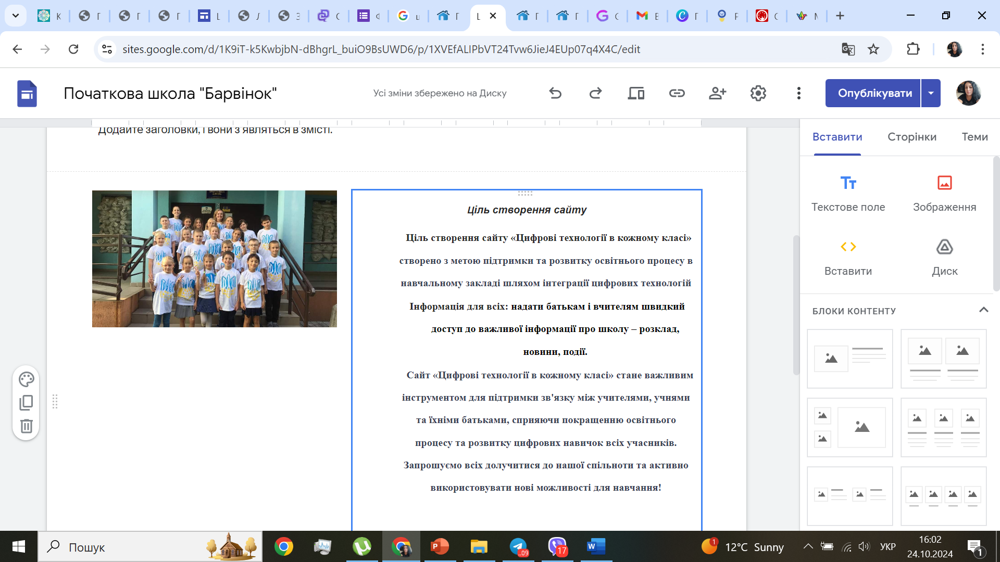 sites.google.com/d/1K9iT-k5KwbjbN-dBhgrL_buiO9BsUWD6/p/1XVEfALIPbVT24Tvw6JieJ4EUp07q4X4C/edit
Початкова школа "Барвінок"
Усі зміни збережено на Диску
Опублікувати
Додайте заголовки, і вони з'являться в змісті.
Вставити Сторінки Теми
Текстове поле Зображення
Вставити Диск
БЛОКИ КОНТЕНТУ
Ціль створення сайту
Ціль створення сайту «Цифрові технології в кожному класі»
створено з метою підтримки та розвитку освітнього процесу в
навчальному закладі шляхом інтеграції цифрових технологій
Інформація для всіх: надати батькам і вчителям швидкий
доступ до важливої інформації про школу – розклад,
новини, події.
Сайт «Цифрові технології в кожному класі» стане важливим
інструментом для підтримки зв'язку між учителями, учнями
та їхніми батьками, сприяючи покращенню освітнього
процесу та розвитку цифрових навичок всіх учасників.
Запрошуємо всіх долучитися до нашої спільноти та активно
використовувати нові можливості для навчання!
Пошук
..09
17
1
12°C Sunny
УКР
16:02
24.10.2024
1